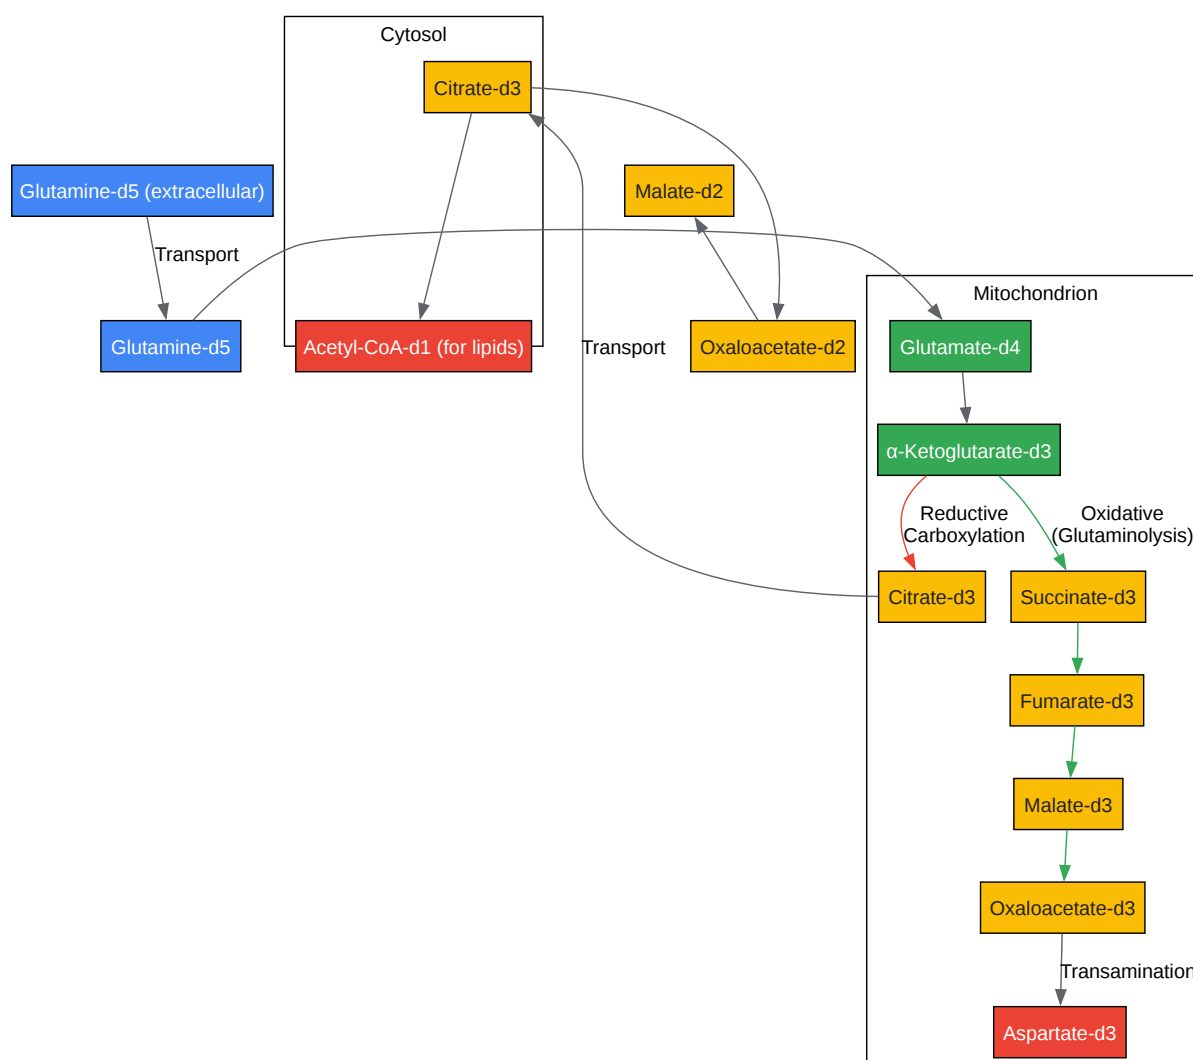 Cytosol
Citrate-d3
Glutamine-d5 (extracellular)
Malate-d2
Transport
Mitochondrion
Glutamine-d5
Acetyl-CoA-d1 (for lipids)
Transport
Oxaloacetate-d2
Glutamate-d4
α-Ketoglutarate-d3
Reductive
Carboxylation
Oxidative
(Glutaminolysis)
Citrate-d3
Succinate-d3
Fumarate-d3
Malate-d3
Oxaloacetate-d3
Transamination
Aspartate-d3